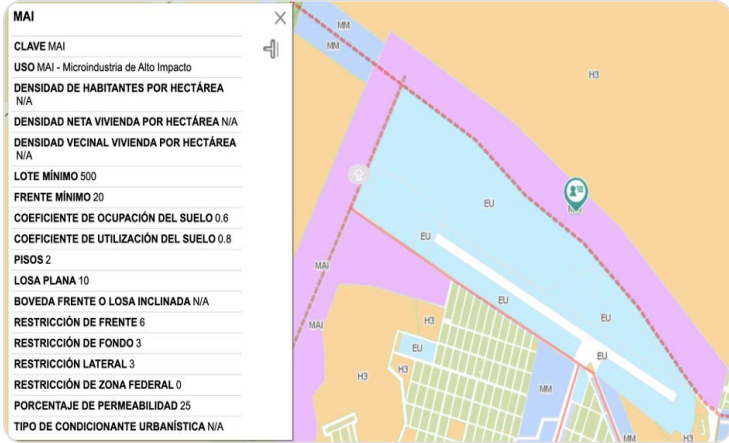 MAI
CLAVE MAI
USO MAI - Microindustria de Alto Impacto
DENSIDAD DE HABITANTES POR HECTÁREA
N/A
DENSIDAD NETA VIVIENDA POR HECTÁREA N/A
DENSIDAD VECINAL VIVIENDA POR HECTÁREA
N/A
LOTE MÍNIMO 500
FRENTE MÍNIMO 20
COEFICIENTE DE OCUPACIÓN DEL SUELO 0.6
COEFICIENTE DE UTILIZACIÓN DEL SUELO 0.8
PISOS 2
LOSA PLANA 10
BOVEDA FRENTE O LOSA INCLINADA N/A
RESTRICCIÓN DE FRENTE 6
RESTRICCIÓN DE FONDO 3
RESTRICCIÓN LATERAL 3
RESTRICCIÓN DE ZONA FEDERAL 0
PORCENTAJE DE PERMEABILIDAD 25
TIPO DE CONDICIONANTE URBANÍSTICA N/A
MM
MM
H3
EU
EU
MAI
EU
EU
MAI
H3
EU
EU
H3
H3
MM
MM
H3